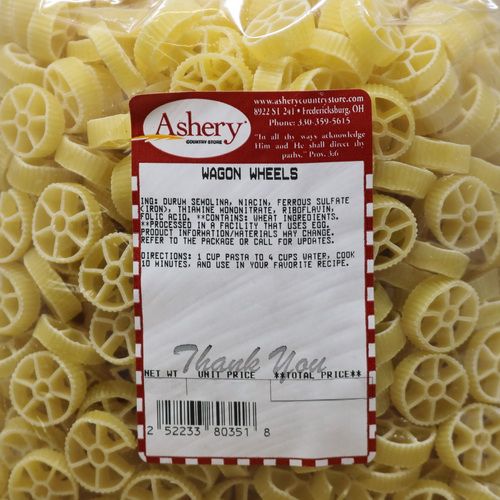 Ashery
COUNTRY STORE
www.asherycountrystore.com
8922 S1 241 • Fredericksburg, OH
Phone: 330-359-5615
"In all thy ways acknowledge
Him and He shall direct thy
paths." Prov. 3:6
WAGON WHEELS
ING: DURUM SEMOLINA, NIACIN, FERROUS SULFATE
(IRON), THIAMINE MONONITRATE, RIBOFLAVIN,
FOLIC ACID. **CONTAINS: WHEAT INGREDIENTS.
**PROCESSED IN A FACILITY THAT USES EGG.
PRODUCT INFORMATION/MATERIALS MAY CHANGE.
REFER TO THE PACKAGE OR CALL FOR UPDATES.
DIRECTIONS: 1 CUP PASTA TO 4 CUPS WATER, COOK
10 MINUTES, AND USE IN YOUR FAVORITE RECIPE.
Thank You
NET WT UNIT PRICE **TOTAL PRICE**
2 52233 80351 8